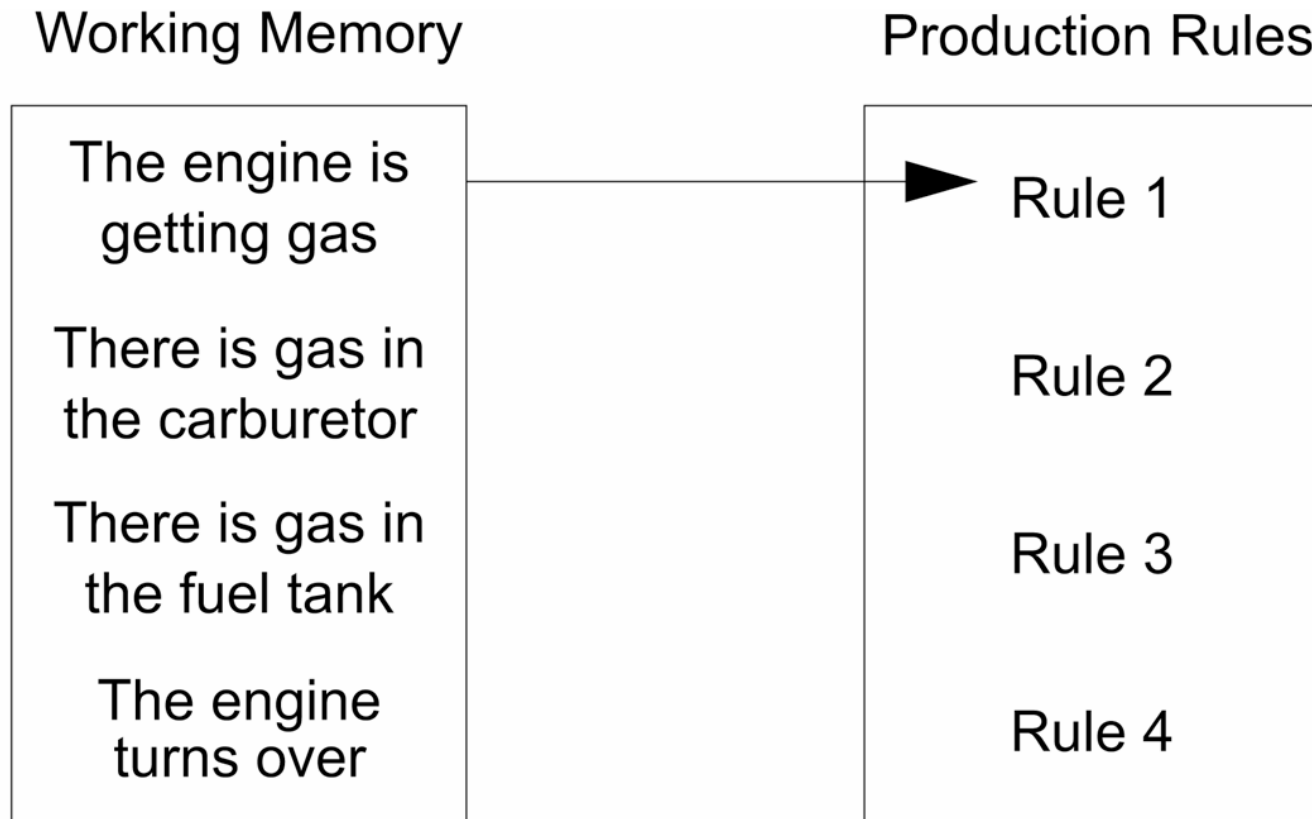 Working Memory
Production Rules
The engine is
getting gas
There is gas in
the carburetor
There is gas in
the fuel tank
The engine
turns over
Rule 1
Rule 2
Rule 3
Rule 4